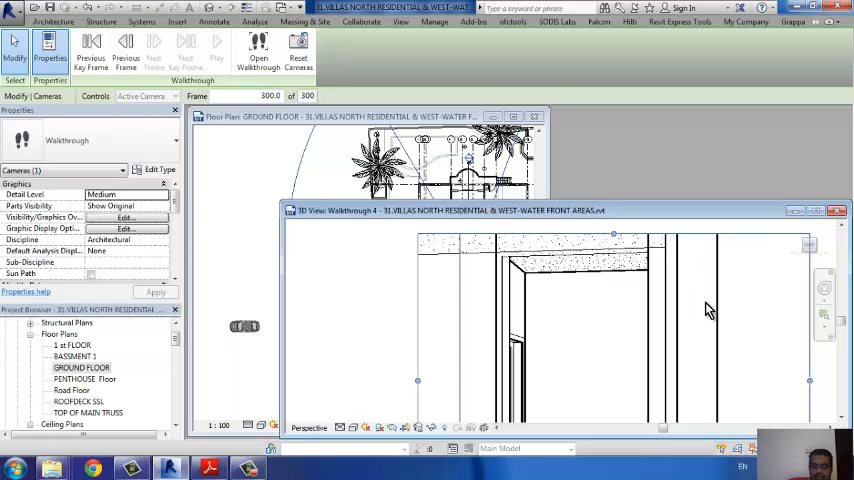 31.VILLAS NORTH RESIDENTIAL & WEST-WAT...
Type a keyword or phrase
Sign In
Architecture Structure Systems Insert Annotate Analyze Massing & Site Collaborate View Manage Add-Ins ofctools SODIS Labs Falcon Hilti Revit Express Tools My Company Grappa
Modify
Properties
Previous Key Frame
Previous Frame
Next Frame
Next Key Frame
Play
Open Walkthrough
Reset Cameras
Select
Properties
Walkthrough
Modify | Cameras
Controls
Active Camera
Frame
300.0
of
300
Properties
Walkthrough
Cameras (1)
Edit Type
Graphics
Detail Level Medium
Parts Visibility Show Original
Visibility/Graphics Ov... Edit...
Graphic Display Optio... Edit...
Discipline Architectural
Default Analysis Displ... None
Sub-Discipline
Sun Path
Properties help
Apply
Project Browser - 31.VILLAS NORTH RESIDENTIAL ...
Structural Plans
Floor Plans
1 st FLOOR
BASSMENT 1
GROUND FLOOR
PENTHOUSE Floor
Road Floor
ROOFDECK SSL
TOP OF MAIN TRUSS
Ceiling Plans
Floor Plan: GROUND FLOOR - 31.VILLAS NORTH RESIDENTIAL & WEST-WATER F...
3D View: Walkthrough 4 - 31.VILLAS NORTH RESIDENTIAL & WEST-WATER FRONT AREAS.rvt
1 : 100
Perspective
:0
Main Model
EN